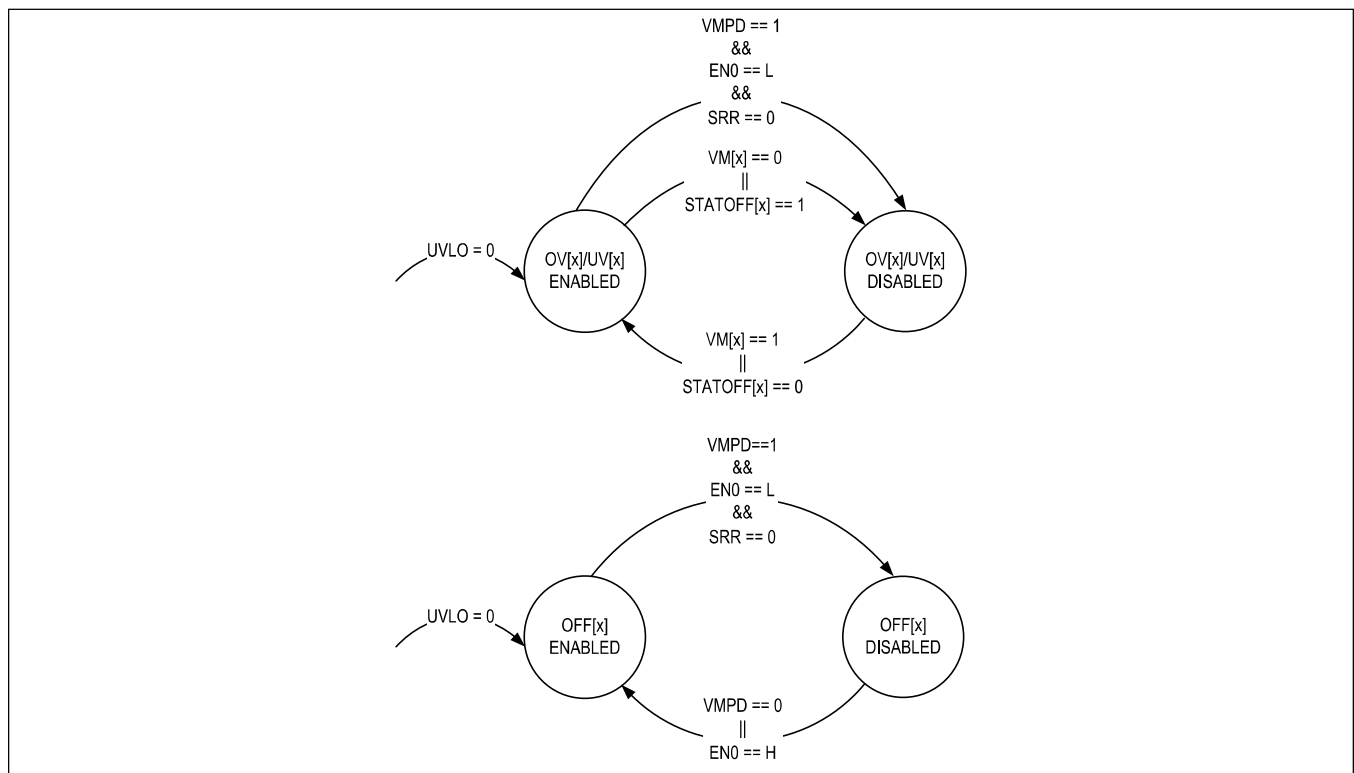 VMPD == 1
&&
EN0 == L
&&
SRR == 0
VM[x] == 0
||
STATOFF[x] == 1
UVLO = 0
OV[x]/UV[x]
ENABLED
OV[x]/UV[x]
DISABLED
VM[x] == 1
||
STATOFF[x] == 0
VMPD==1
&&
EN0 == L
&&
SRR == 0
UVLO = 0
OFF[x]
ENABLED
OFF[x]
DISABLED
VMPD == 0
||
EN0 == H